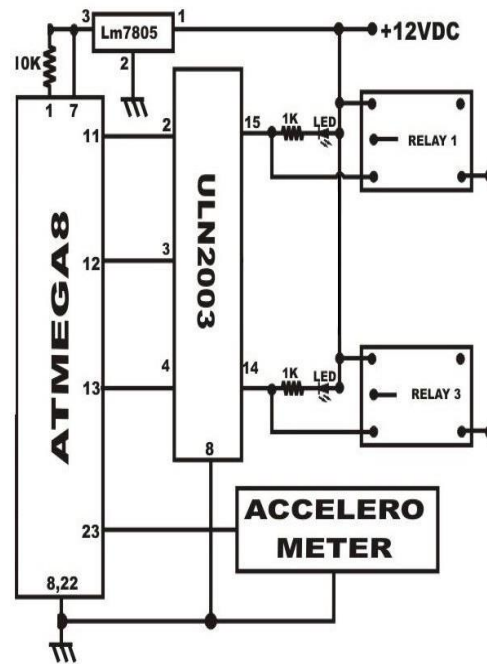 3
Lm7805
1
+12VDC
10K
2
1
7
11
2
15
1K
LED
RELAY 1
ATMEGA8
ULN2003
12
3
13
4
14
1K
LED
RELAY 3
8
23
ACCELERO
METER
8,22